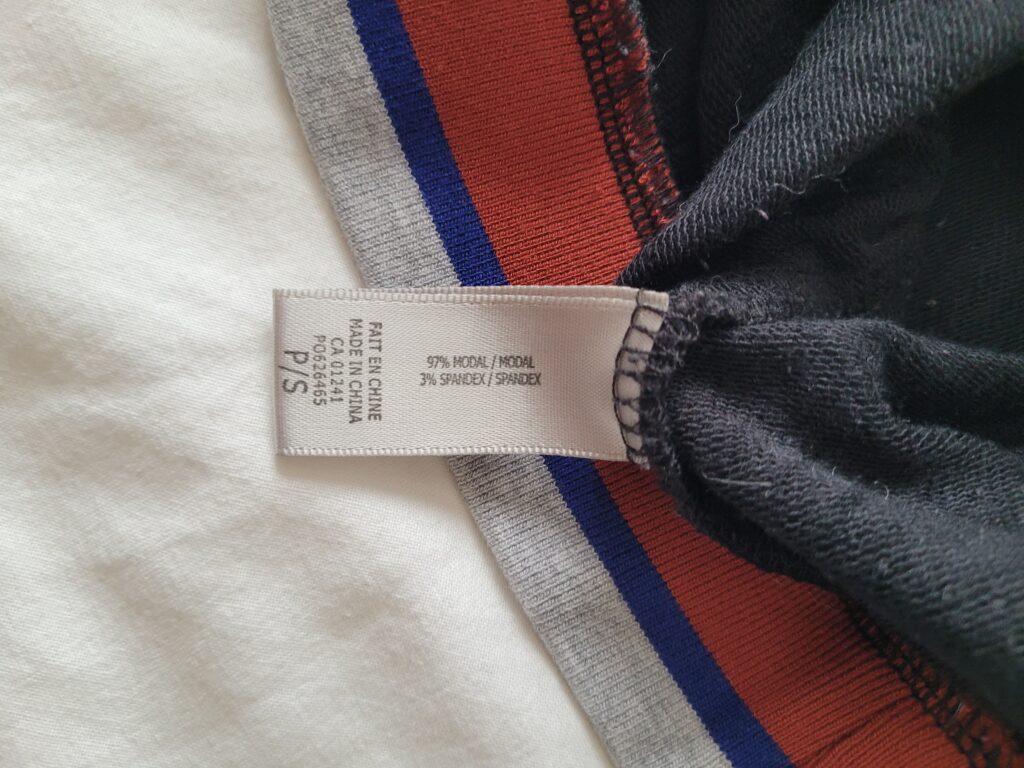 97% MODAL / MODAL
3% SPANDEX / SPANDEX
FAIT EN CHINE
MADE IN CHINA
CA 01241
PO626465
P/S